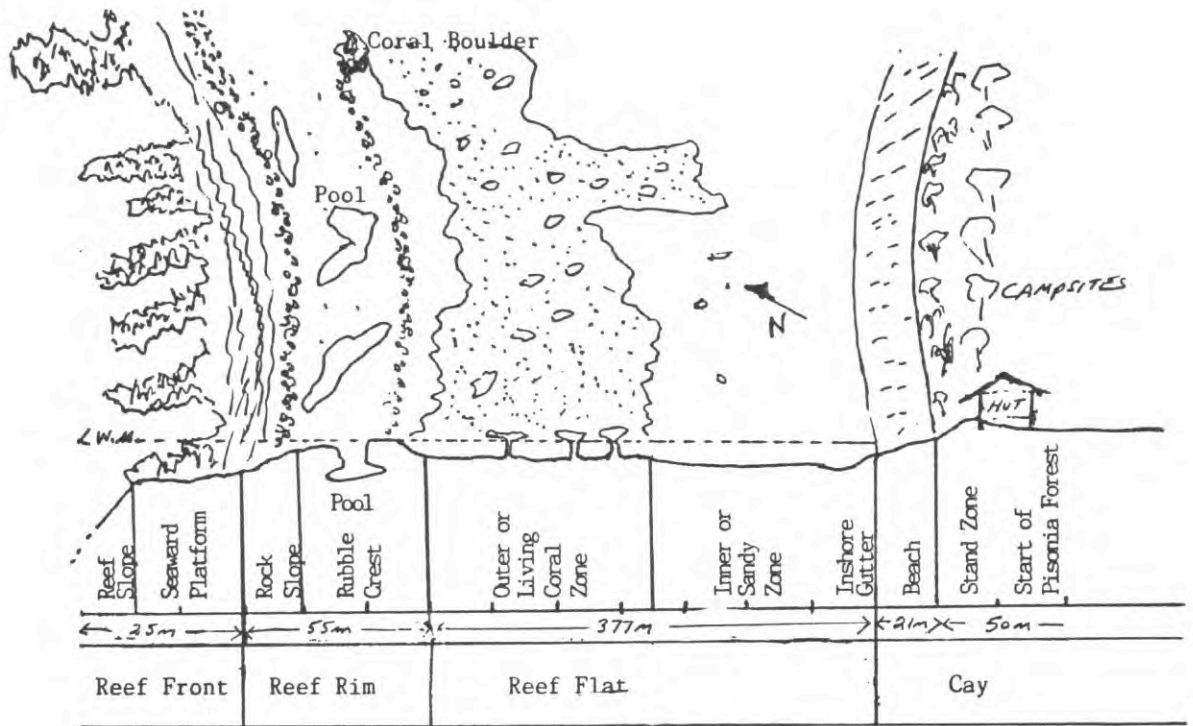 Coral Boulder
Pool
N
CAMPSITES
HUT
L.W.M.
Pool
Reef
Slope
Seaward
Platform
Rock
Slope
Rubble
Crest
Outer or
Living
Coral
Zone
Inner or
Sandy
Zone
Inshore
Gutter
Beach
Stand Zone
Start of
Pisonia Forest
25m
55m
377m
21m
50m
Reef Front
Reef Rim
Reef Flat
Cay